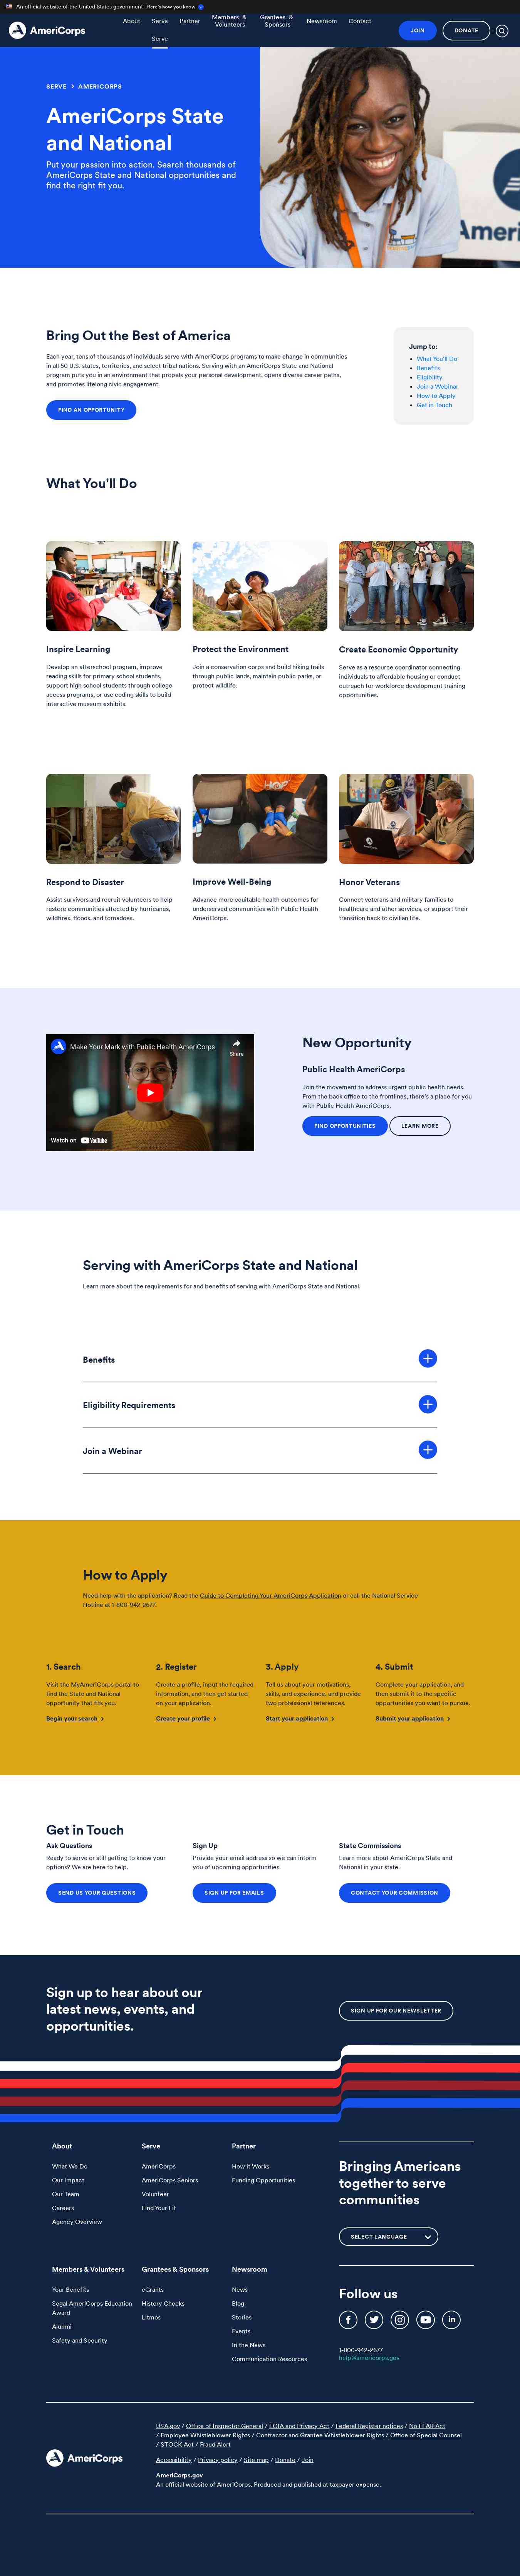 An official website of the United States government Here's how you know
AmeriCorps
About
Serve
Partner
Members & Volunteers
Grantees & Sponsors
Newsroom
Contact
JOIN
DONATE
Serve
SERVE > AMERICORPS
AmeriCorps State
and National
Put your passion into action. Search thousands of
AmeriCorps State and National opportunities and
find the right fit you.
Bring Out the Best of America
Each year, tens of thousands of individuals serve with AmeriCorps programs to make change in communities
in all 50 U.S. states, territories, and select tribal nations. Serving with an AmeriCorps State and National
program puts you in an environment that propels your personal development, opens diverse career paths,
and promotes lifelong civic engagement.
FIND AN OPPORTUNITY
Jump to:
What You'll Do
Benefits
Eligibility
Join a Webinar
How to Apply
Get in Touch
What You'll Do
Inspire Learning
Develop an afterschool program, improve
reading skills for primary school students,
support high school students through college
access programs, or use coding skills to build
interactive museum exhibits.
Protect the Environment
Join a conservation corps and build hiking trails
through public lands, maintain public parks, or
protect wildlife.
Create Economic Opportunity
Serve as a resource coordinator connecting
individuals to affordable housing or conduct
outreach for workforce development training
opportunities.
Respond to Disaster
Assist survivors and recruit volunteers to help
restore communities affected by hurricanes,
wildfires, floods, and tornadoes.
Improve Well-Being
Advance more equitable health outcomes for
underserved communities with Public Health
AmeriCorps.
Honor Veterans
Connect veterans and military families to
healthcare and other services, or support their
transition back to civilian life.
Make Your Mark with Public Health AmeriCorps
Share
Watch on YouTube
New Opportunity
Public Health AmeriCorps
Join the movement to address urgent public health needs.
From the back office to the frontlines, there's a place for you
with Public Health AmeriCorps.
FIND OPPORTUNITIES
LEARN MORE
Serving with AmeriCorps State and National
Learn more about the requirements for and benefits of serving with AmeriCorps State and National.
Benefits
Eligibility Requirements
Join a Webinar
How to Apply
Need help with the application? Read the Guide to Completing Your AmeriCorps Application or call the National Service
Hotline at 1-800-942-2677.
1. Search
Visit the MyAmeriCorps portal to
find the State and National
opportunity that fits you.
Begin your search >
2. Register
Create a profile, input the required
information, and then get started
on your application.
Create your profile >
3. Apply
Tell us about your motivations,
skills, and experience, and provide
two professional references.
Start your application >
4. Submit
Complete your application, and
then submit it to the specific
opportunities you want to pursue.
Submit your application >
Get in Touch
Ask Questions
Ready to serve or still getting to know your
options? We are here to help.
SEND US YOUR QUESTIONS
Sign Up
Provide your email address so we can inform
you of upcoming opportunities.
SIGN UP FOR EMAILS
State Commissions
Learn more about AmeriCorps State and
National in your state.
CONTACT YOUR COMMISSION
Sign up to hear about our
latest news, events, and
opportunities.
SIGN UP FOR OUR NEWSLETTER
About
What We Do
Our Impact
Our Team
Careers
Agency Overview
Serve
AmeriCorps
AmeriCorps Seniors
Volunteer
Find Your Fit
Partner
How it Works
Funding Opportunities
Bringing Americans
together to serve
communities
SELECT LANGUAGE
Members & Volunteers
Your Benefits
Segal AmeriCorps Education
Award
Alumni
Safety and Security
Grantees & Sponsors
eGrants
History Checks
Litmos
Newsroom
News
Blog
Stories
Events
In the News
Communication Resources
Follow us
1-800-942-2677
help@americorps.gov
AmeriCorps
USA.gov / Office of Inspector General / FOIA and Privacy Act / Federal Register notices / No FEAR Act
/ Employee Whistleblower Rights / Contractor and Grantee Whistleblower Rights / Office of Special Counsel
/ STOCK Act / Fraud Alert
Accessibility / Privacy policy / Site map / Donate / Join
AmeriCorps.gov
An official website of AmeriCorps. Produced and published at taxpayer expense.